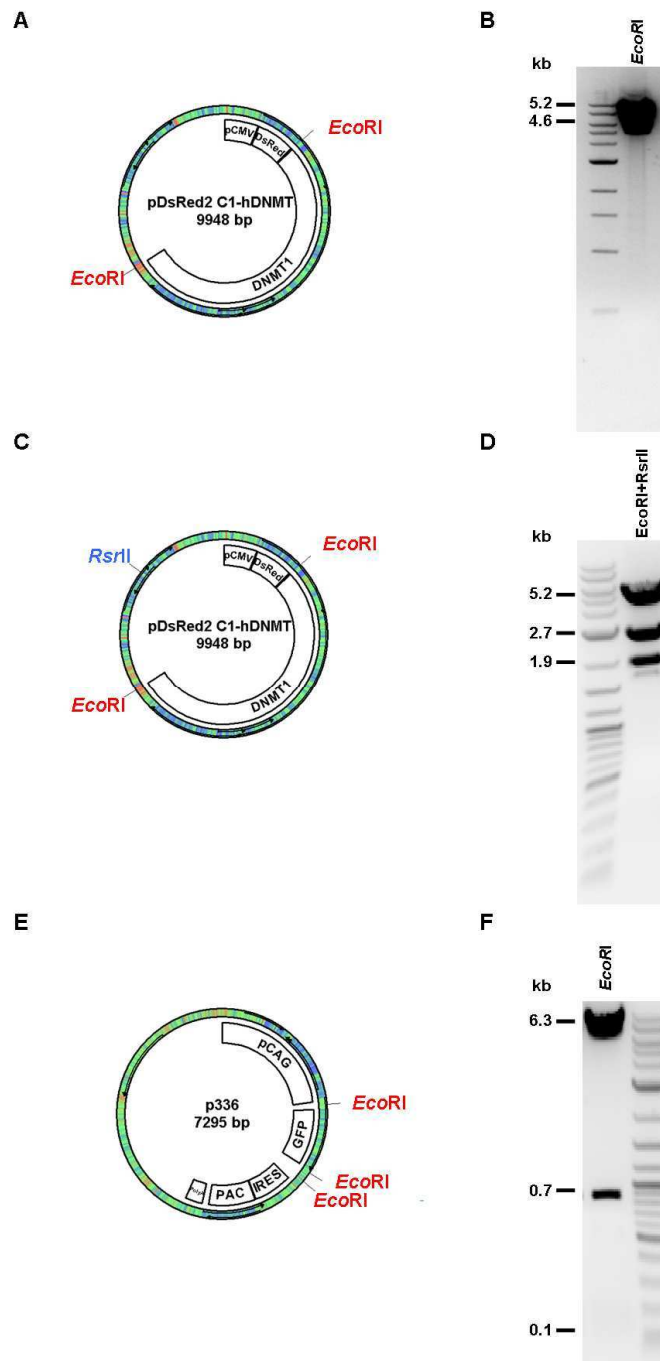 A
B
EcoRI
kb
5.2
4.6
EcoRI
pCMV
DsRed
pDsRed2 C1-hDNMT
9948 bp
DNMT1
EcoRI
C
D
EcoRI+RsrII
kb
5.2
2.7
1.9
RsrII
EcoRI
pCMV
DsRed
pDsRed2 C1-hDNMT
9948 bp
DNMT1
EcoRI
E
F
EcoRI
kb
6.3
0.7
0.1
pCAG
p336
7295 bp
EcoRI
GFP
EcoRI
EcoRI
IRES
PAC